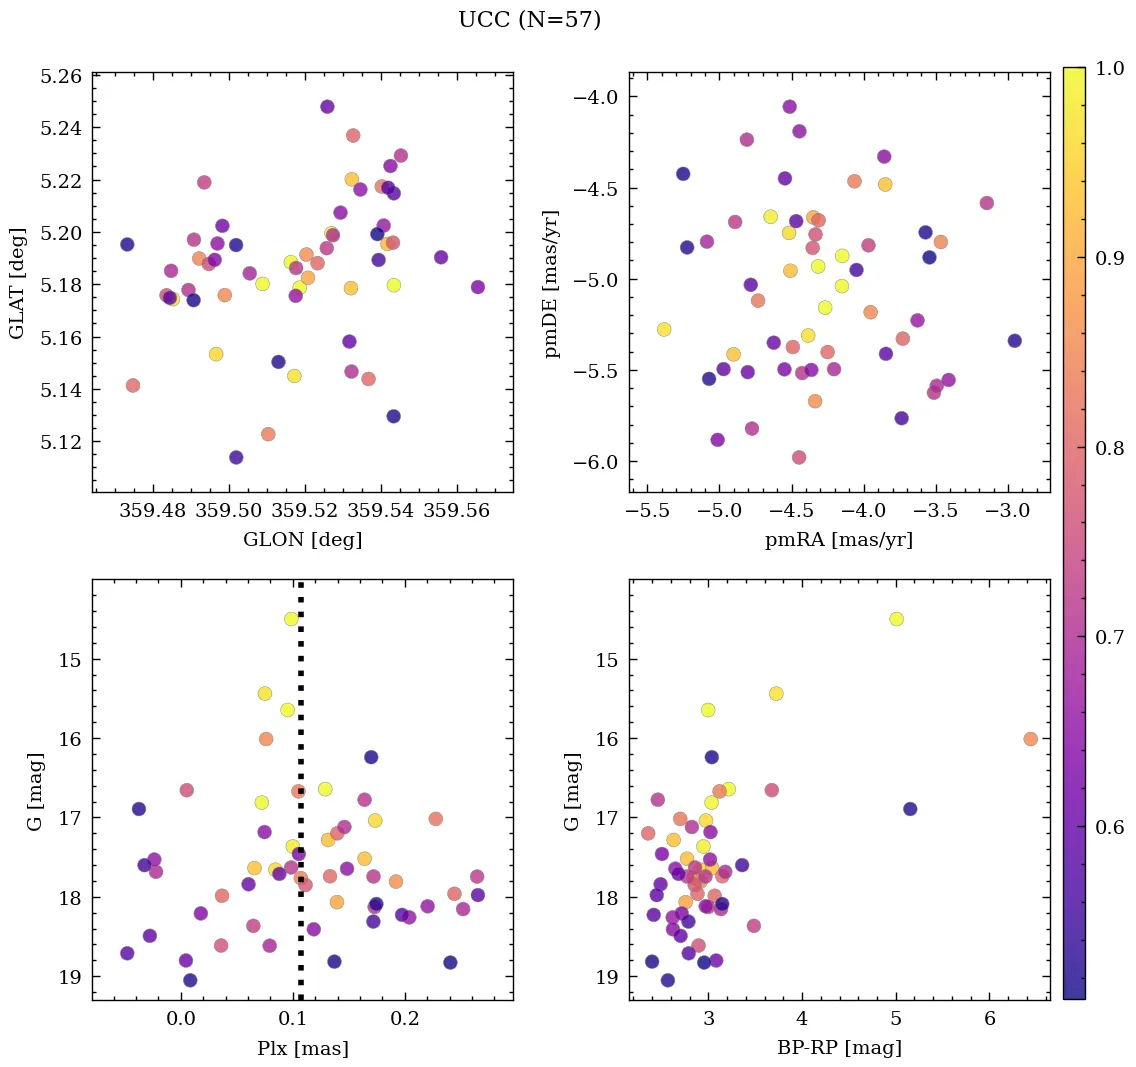 UCC (N=57)
5.26
5.24
5.22
5.20
5.18
5.16
5.14
5.12
GLAT [deg]
359.48 359.50 359.52 359.54 359.56
GLON [deg]
−4.0
−4.5
−5.0
−5.5
−6.0
pmDE [mas/yr]
−5.5 −5.0 −4.5 −4.0 −3.5 −3.0
pmRA [mas/yr]
1.0
0.9
0.8
0.7
0.6
15
16
17
18
19
G [mag]
0.0 0.1 0.2
Plx [mas]
15
16
17
18
19
G [mag]
3 4 5 6
BP-RP [mag]